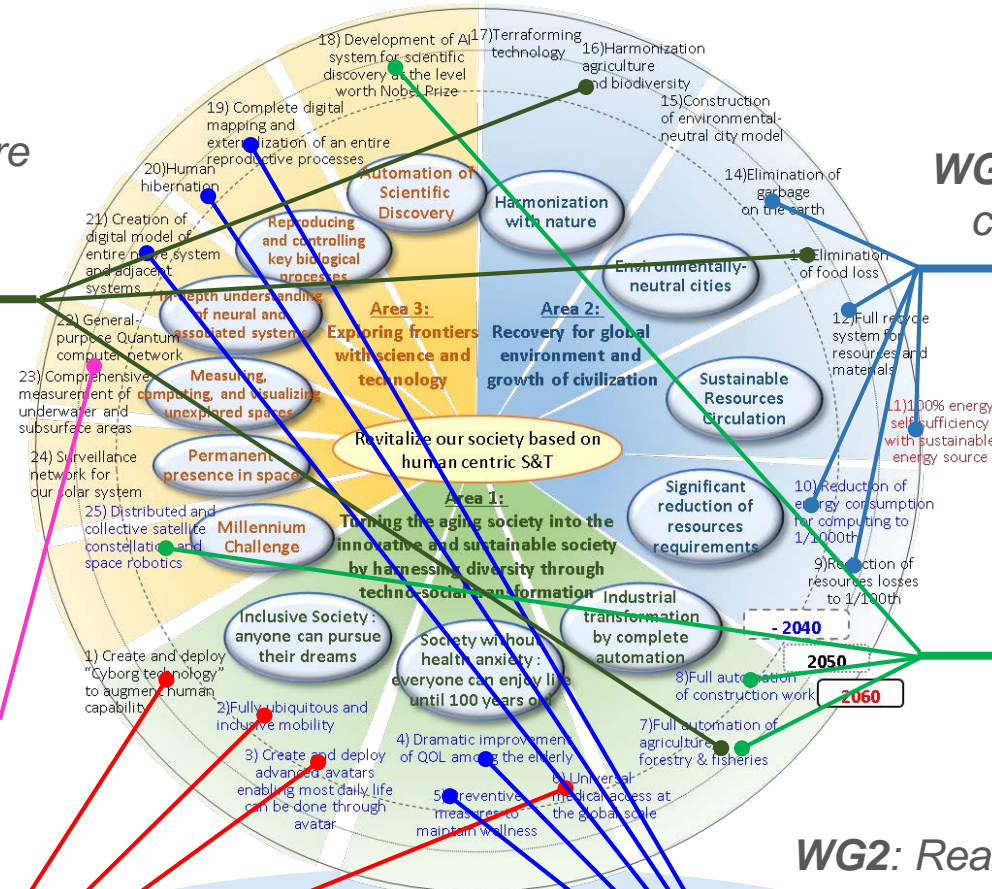 18) Development of AI
system for scientific
discovery at the level
worth Nobel Prize
17)Terraforming
technology
16)Harmonization
agriculture
and biodiversity
15)Construction
of environmental-
neutral city model
14)Elimination of
garbage
on the earth
13)Elimination
of food loss
12)Full recycle
system for
resources and
materials
11)100% energy
self sufficiency
with sustainable
energy source
10) Reduction of
energy consumption
for computing to
1/1000th
9)Reduction of
resources losses
to 1/100th
19) Complete digital
mapping and
externalization of an entire
reproductive processes
20)Human
hibernation
21) Creation of
digital model of
entire nerve system
and adjacent
systems
22) General-
purpose Quantum
computer network
23) Comprehensive
measurement of
underwater and
subsurface areas
24) Surveillance
network for
our solar system
25) Distributed and
collective satellite
constellation and
space robotics
re
WG
c
Automation of
Scientific
Discovery
Reproducing
and controlling
key biological
processes
In-depth understanding
of neural and
associated systems
Measuring,
computing, and visualizing
unexplored spaces
Permanent
presence in space
Millennium
Challenge
Harmonization
with nature
Environmentally-
neutral cities
Sustainable
Resources
Circulation
Significant
reduction of
resources
requirements
Area 3:
Exploring frontiers
with science and
technology
Area 2:
Recovery for global
environment and
growth of civilization
Revitalize our society based on
human centric S&T
Area 1:
Turning the aging society into the
innovative and sustainable society
by harnessing diversity through
techno-social transformation
Inclusive Society :
anyone can pursue
their dreams
Society without
health anxiety :
everyone can enjoy life
until 100 years old
Industrial
transformation
by complete
automation
- 2040
2050
2060
1) Create and deploy
“Cyborg technology”
to augment human
capability
2)Fully ubiquitous and
inclusive mobility
3) Create and deploy
advanced avatars
enabling most daily life
can be done through
avatar
4) Dramatic improvement
of QOL among the elderly
5)Preventive
measures to
maintain wellness
6) Universal
medical access at
the global scale
7)Full automation of
agriculture,
forestry & fisheries
8)Full automation
of construction work
WG2: Rea